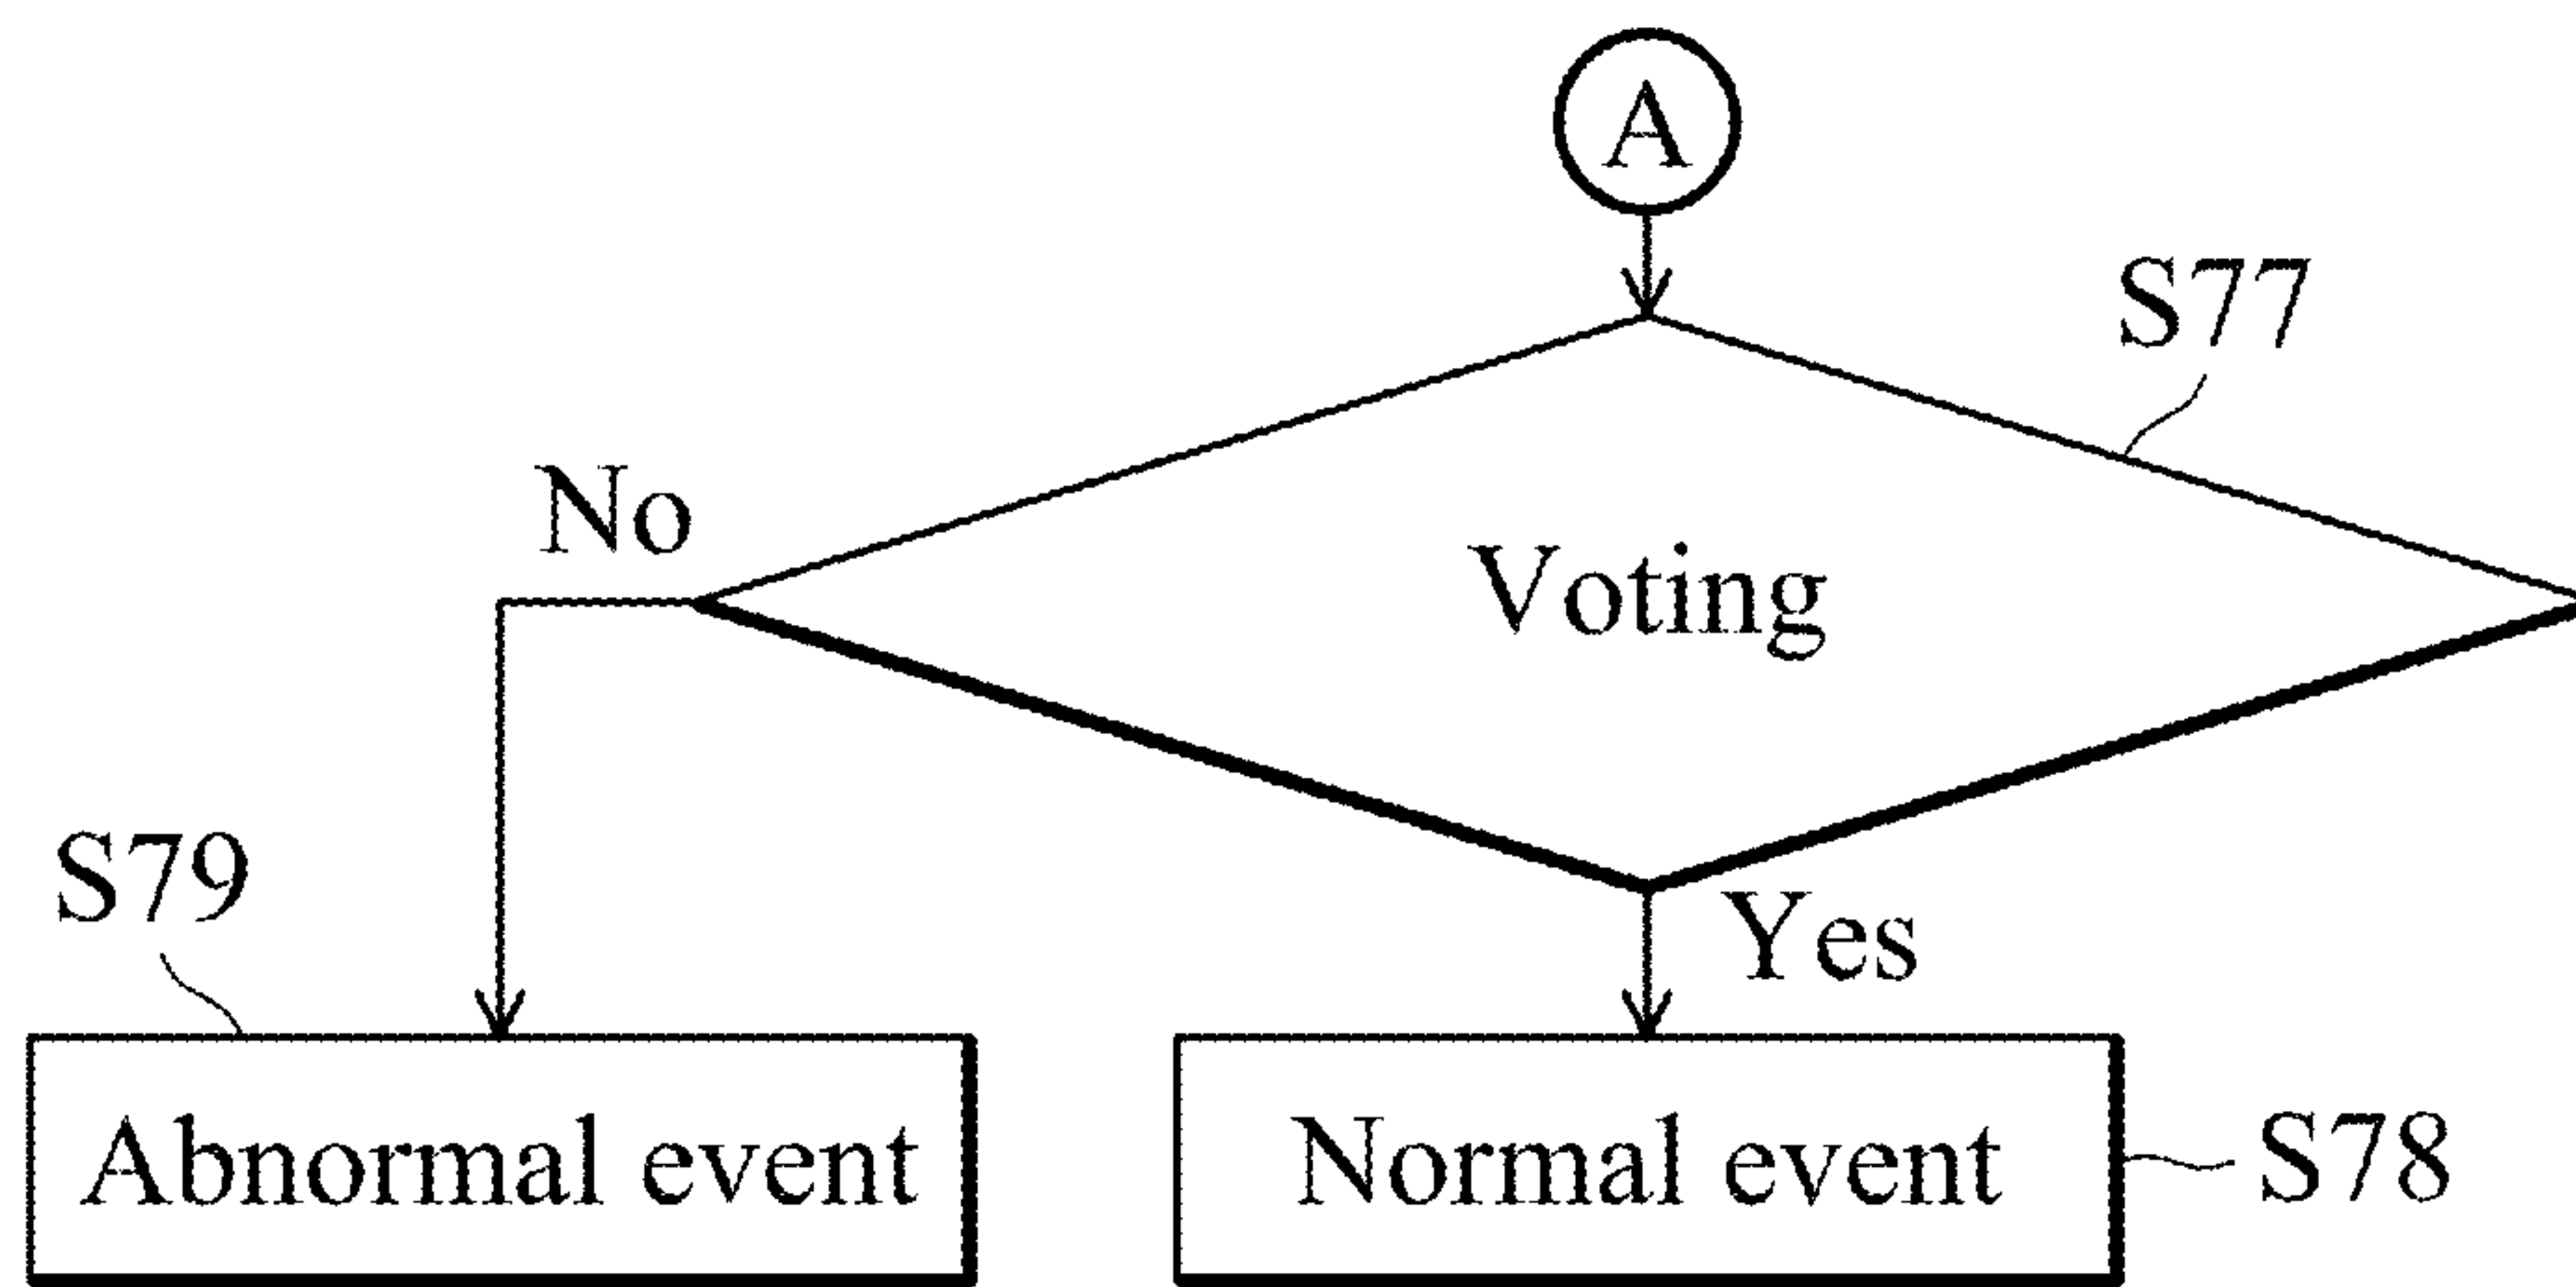 A
S77
No
Voting
S79
Yes
Abnormal event
Normal event
S78